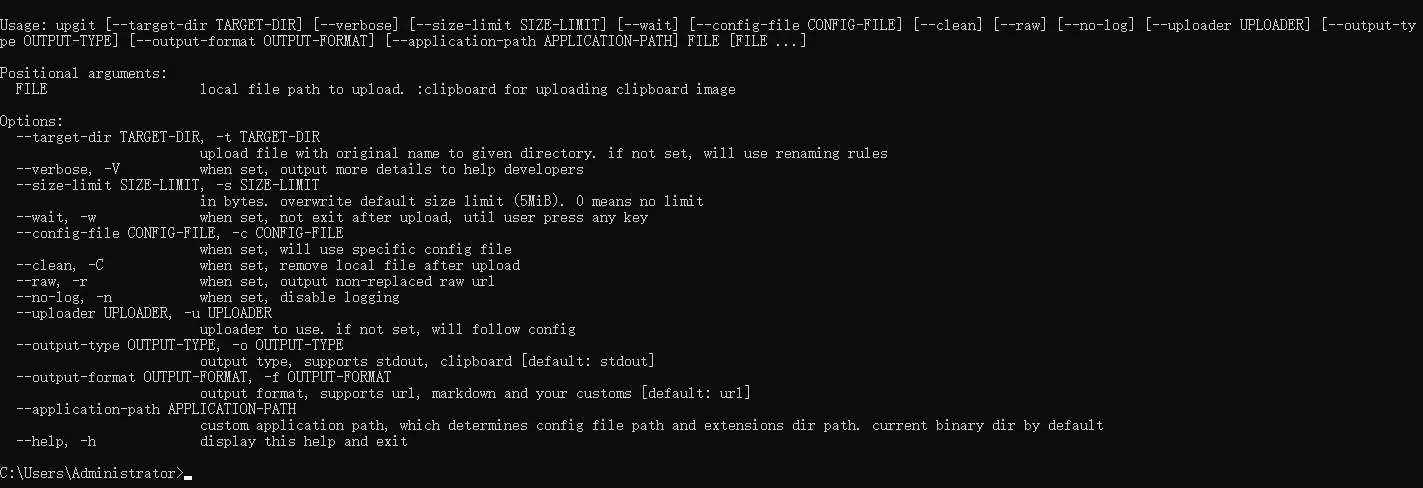 Usage: upgit [--target-dir TARGET-DIR] [--verbose] [--size-limit SIZE-LIMIT] [--wait] [--config-file CONFIG-FILE] [--clean] [--raw] [--no-log] [--uploader UPLOADER] [--output-ty
pe OUTPUT-TYPE] [--output-format OUTPUT-FORMAT] [--application-path APPLICATION-PATH] FILE [FILE ...]
Positional arguments:
FILE local file path to upload. :clipboard for uploading clipboard image
Options:
--target-dir TARGET-DIR, -t TARGET-DIR
upload file with original name to given directory. if not set, will use renaming rules
--verbose, -V when set, output more details to help developers
--size-limit SIZE-LIMIT, -s SIZE-LIMIT
in bytes. overwrite default size limit (5MiB). 0 means no limit
--wait, -w when set, not exit after upload, util user press any key
--config-file CONFIG-FILE, -c CONFIG-FILE
when set, will use specific config file
--clean, -C when set, remove local file after upload
--raw, -r when set, output non-replaced raw url
--no-log, -n when set, disable logging
--uploader UPLOADER, -u UPLOADER
uploader to use. if not set, will follow config
--output-type OUTPUT-TYPE, -o OUTPUT-TYPE
output type, supports stdout, clipboard [default: stdout]
--output-format OUTPUT-FORMAT, -f OUTPUT-FORMAT
output format, supports url, markdown and your customs [default: url]
--application-path APPLICATION-PATH
custom application path, which determines config file path and extensions dir path. current binary dir by default
--help, -h display this help and exit
C:\Users\Administrator>